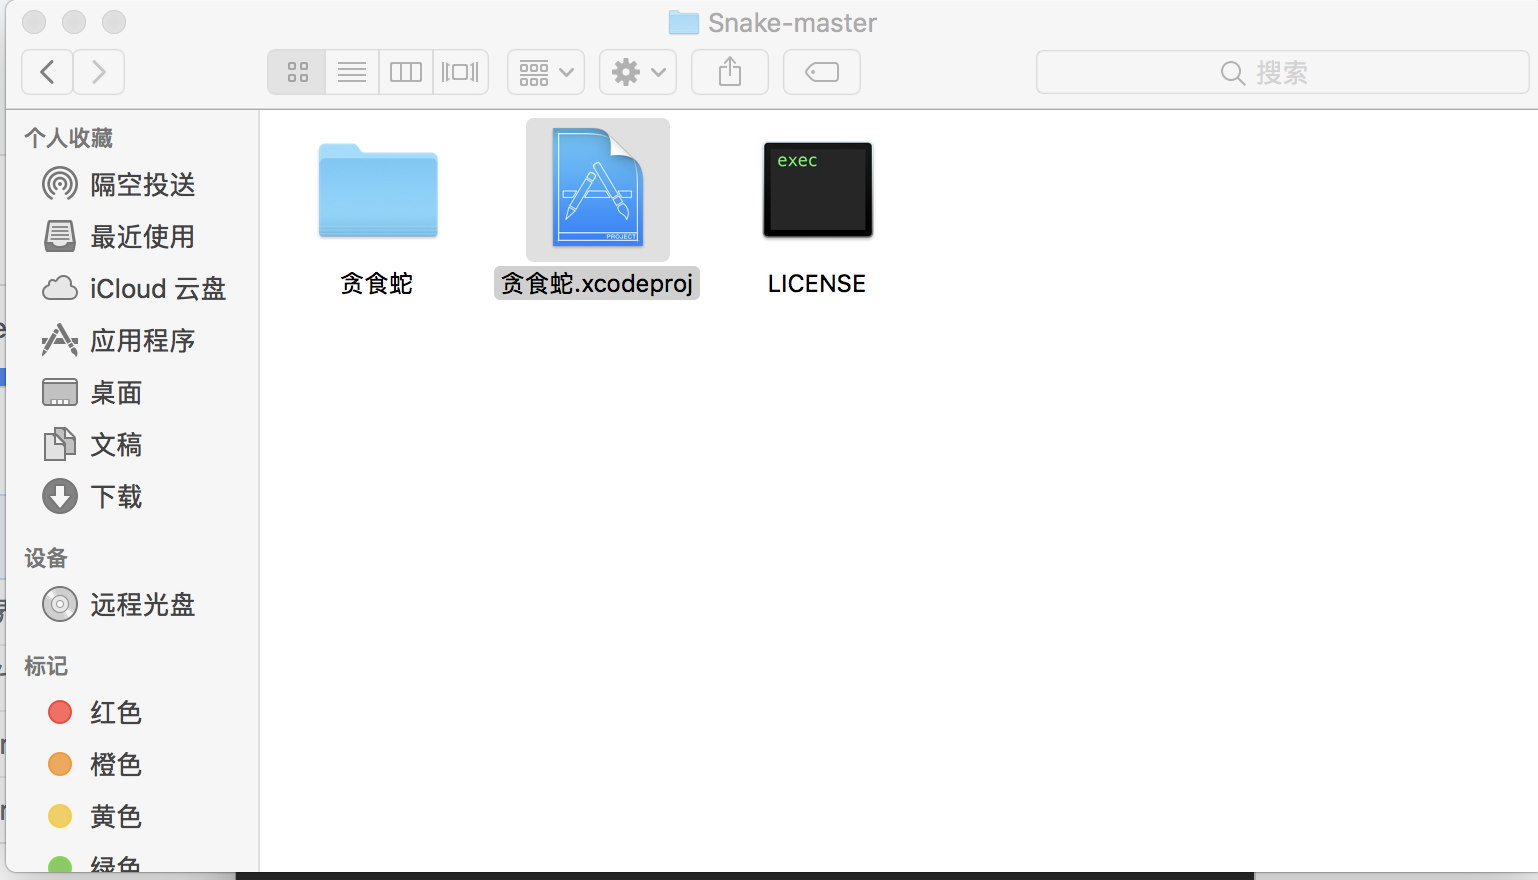 Snake-master
搜索
个人收藏
隔空投送
最近使用
iCloud 云盘
应用程序
桌面
文稿
下载
设备
远程光盘
标记
红色
橙色
黄色
绿色
贪食蛇
PROJECT
贪食蛇.xcodeproj
exec
LICENSE